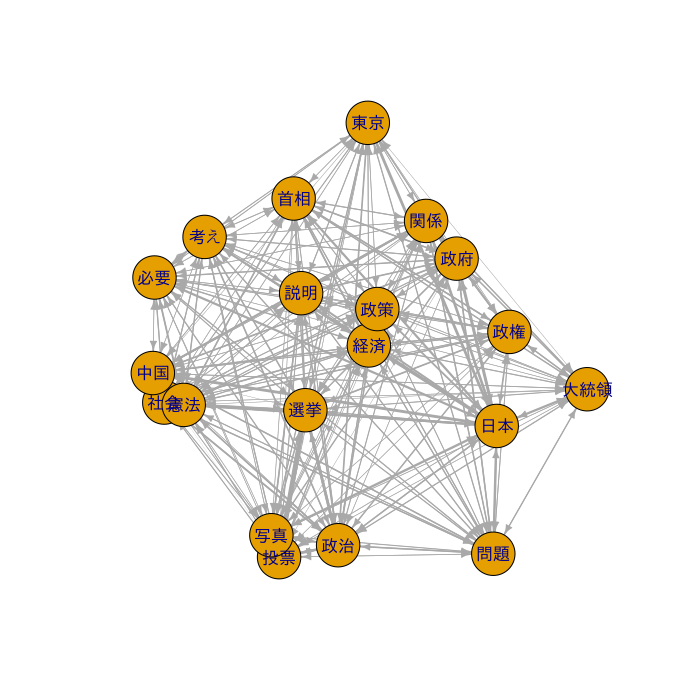 東京
首相
関係
考え
政府
必要
説明
政策
政権
経済
中国
大統領
社会
憲法
選挙
日本
写真
政治
問題
投票